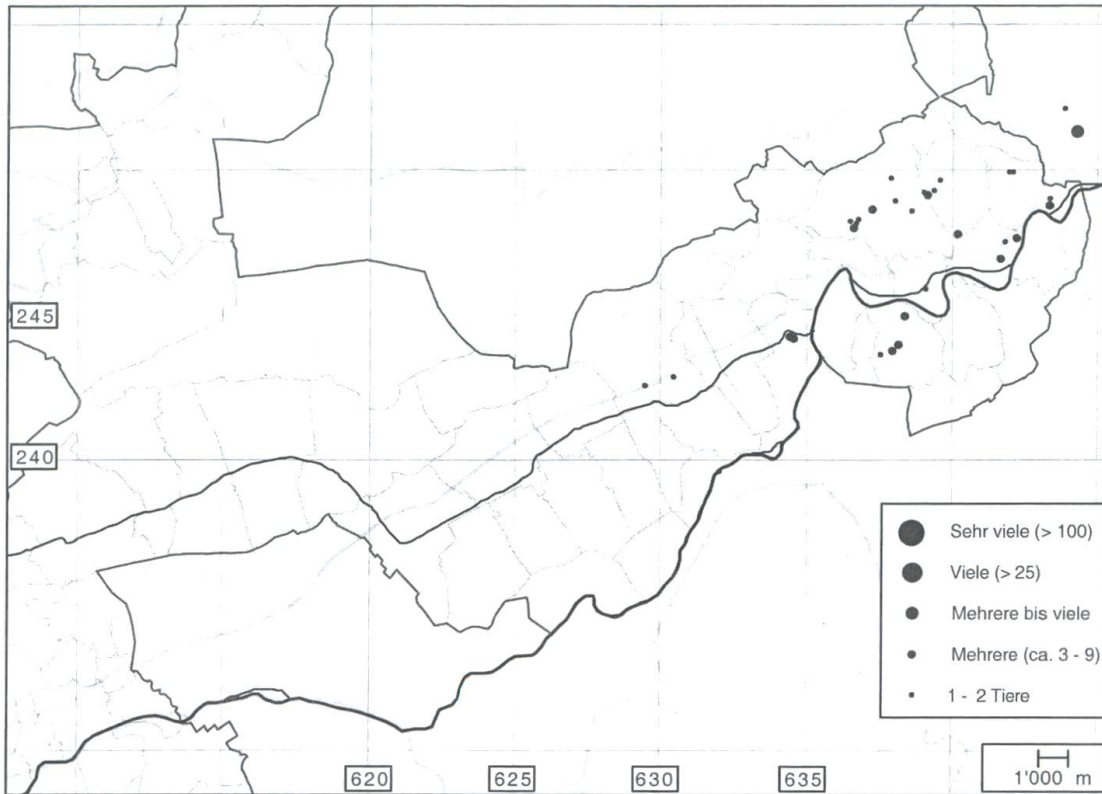 245
240
Sehr viele (> 100)
Viele (> 25)
Mehrere bis viele
Mehrere (ca. 3 - 9)
1 - 2 Tiere
620
625
630
635
1'000 m